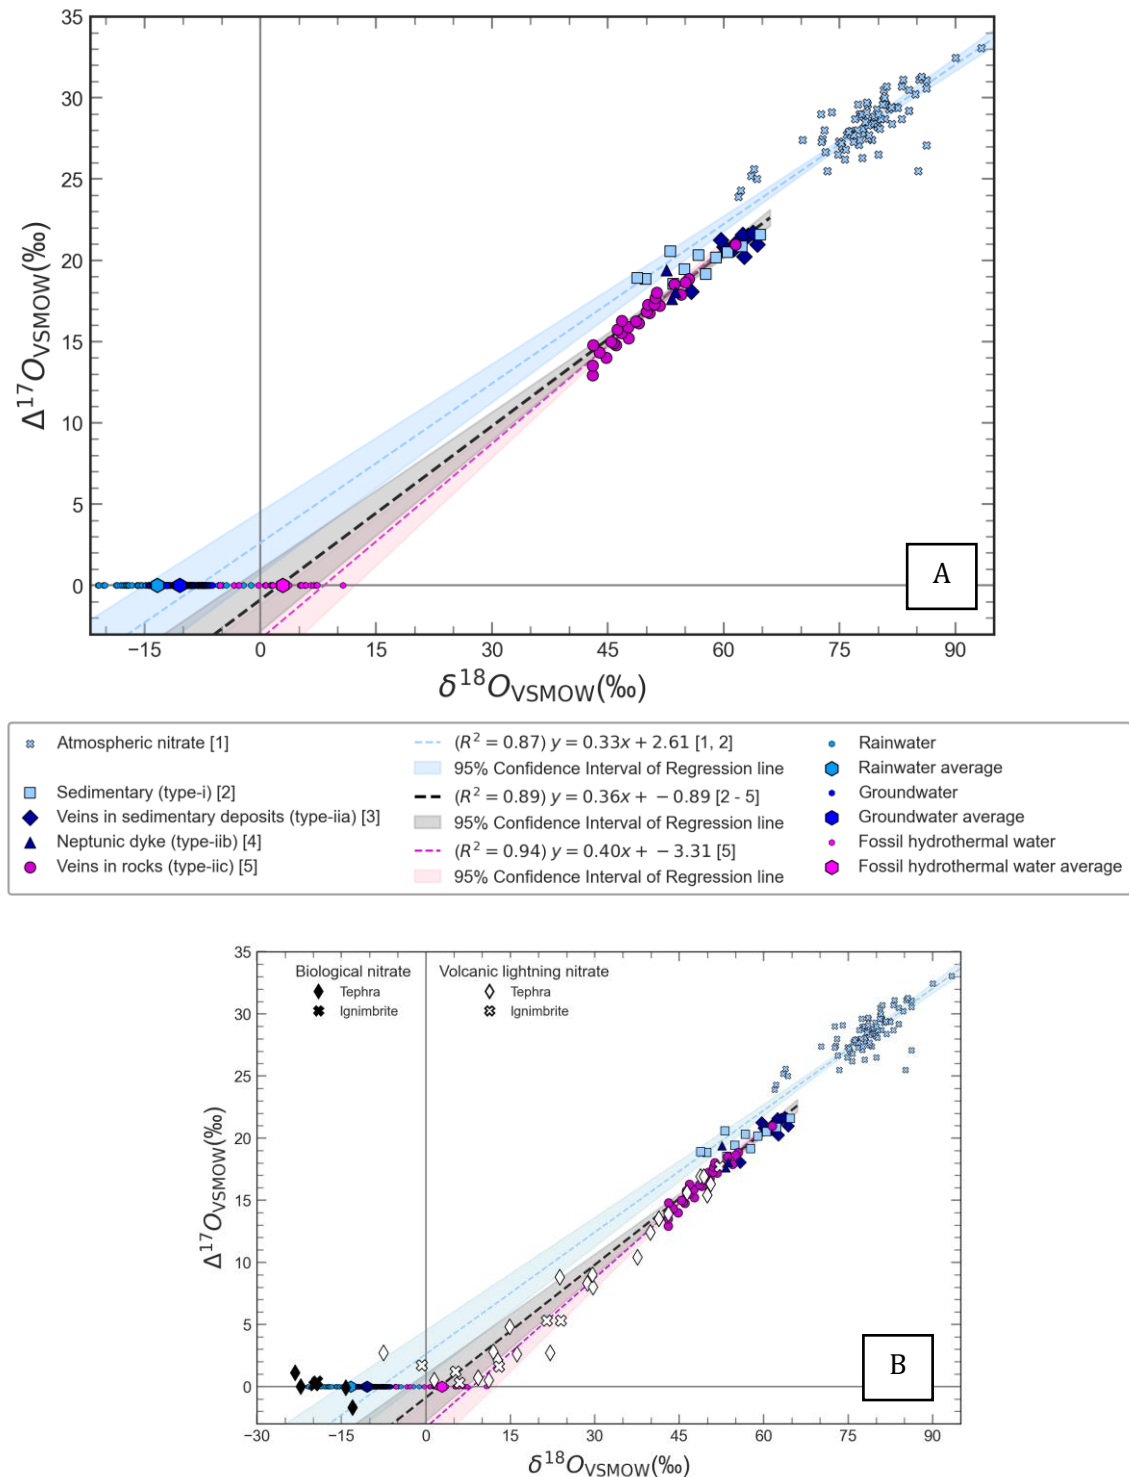 35
30
25
20
15
10
5
0
Δ¹⁷O_VSMOW(‰)
A
−15 0 15 30 45 60 75 90
δ¹⁸O_VSMOW(‰)
Atmospheric nitrate [1]
Sedimentary (type-i) [2]
Veins in sedimentary deposits (type-iia) [3]
Neptunic dyke (type-iib) [4]
Veins in rocks (type-iic) [5]
(R² = 0.87) y = 0.33x + 2.61 [1, 2]
95% Confidence Interval of Regression line
(R² = 0.89) y = 0.36x + −0.89 [2 - 5]
95% Confidence Interval of Regression line
(R² = 0.94) y = 0.40x + −3.31 [5]
95% Confidence Interval of Regression line
Rainwater
Rainwater average
Groundwater
Groundwater average
Fossil hydrothermal water
Fossil hydrothermal water average
35
30
25
20
15
10
5
0
Δ¹⁷O_VSMOW(‰)
Biological nitrate
Tephra
Ignimbrite
Volcanic lightning nitrate
Tephra
Ignimbrite
B
−30 −15 0 15 30 45 60 75 90
δ¹⁸O_VSMOW(‰)